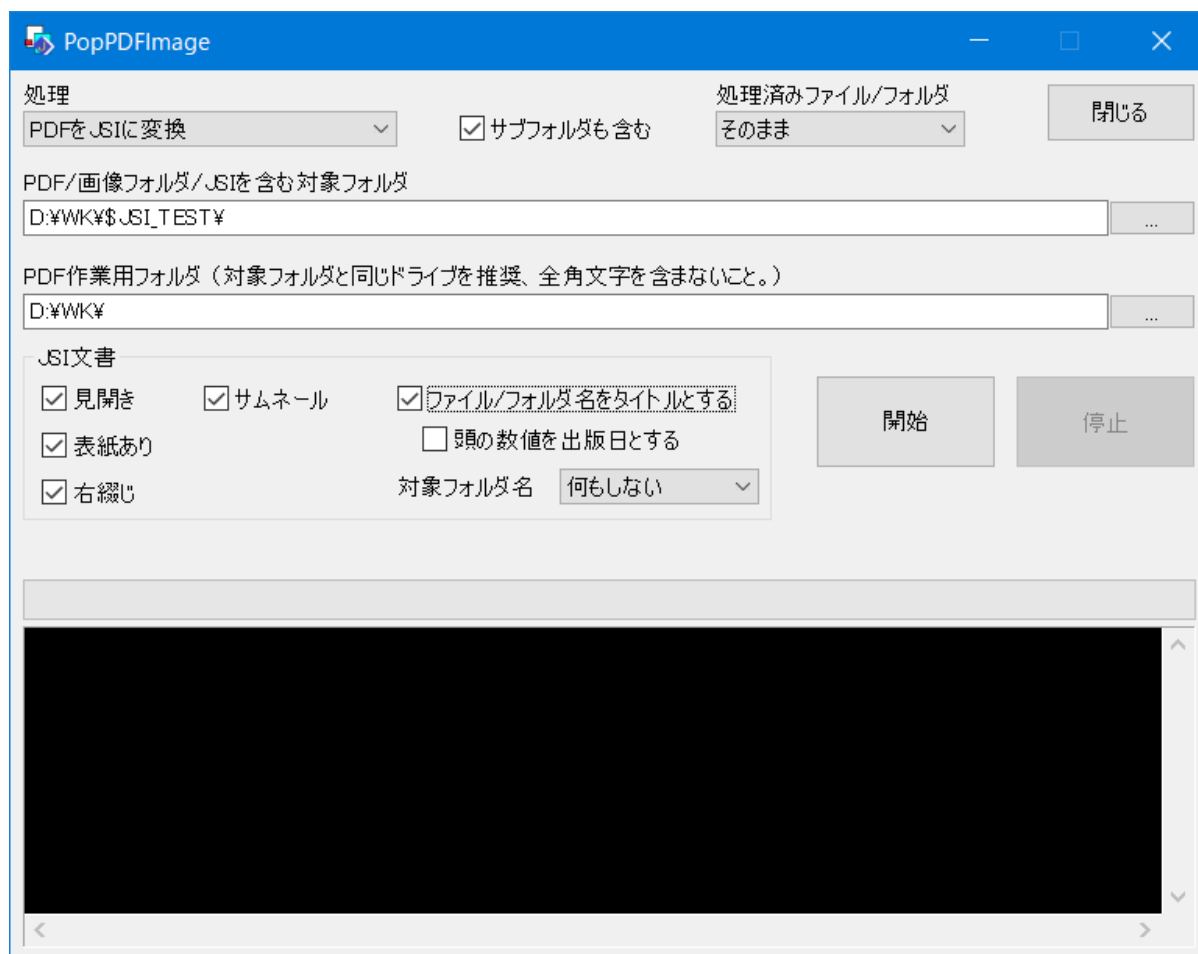 PopPDFImage
処理
処理済みファイル/フォルダ
閉じる
PDFをJSIに変換
サブフォルダも含む
そのまま
PDF/画像フォルダ/JSIを含む対象フォルダ
D:¥WK¥$JSI_TEST¥
...
PDF作業用フォルダ（対象フォルダと同じドライブを推奨、全角文字を含まないこと。）
D:¥WK¥
...
JSI文書
見開き
サムネール
ファイル/フォルダ名をタイトルとする
開始
停止
表紙あり
頭の数値を出版日とする
右綴じ
対象フォルダ名
何もしない